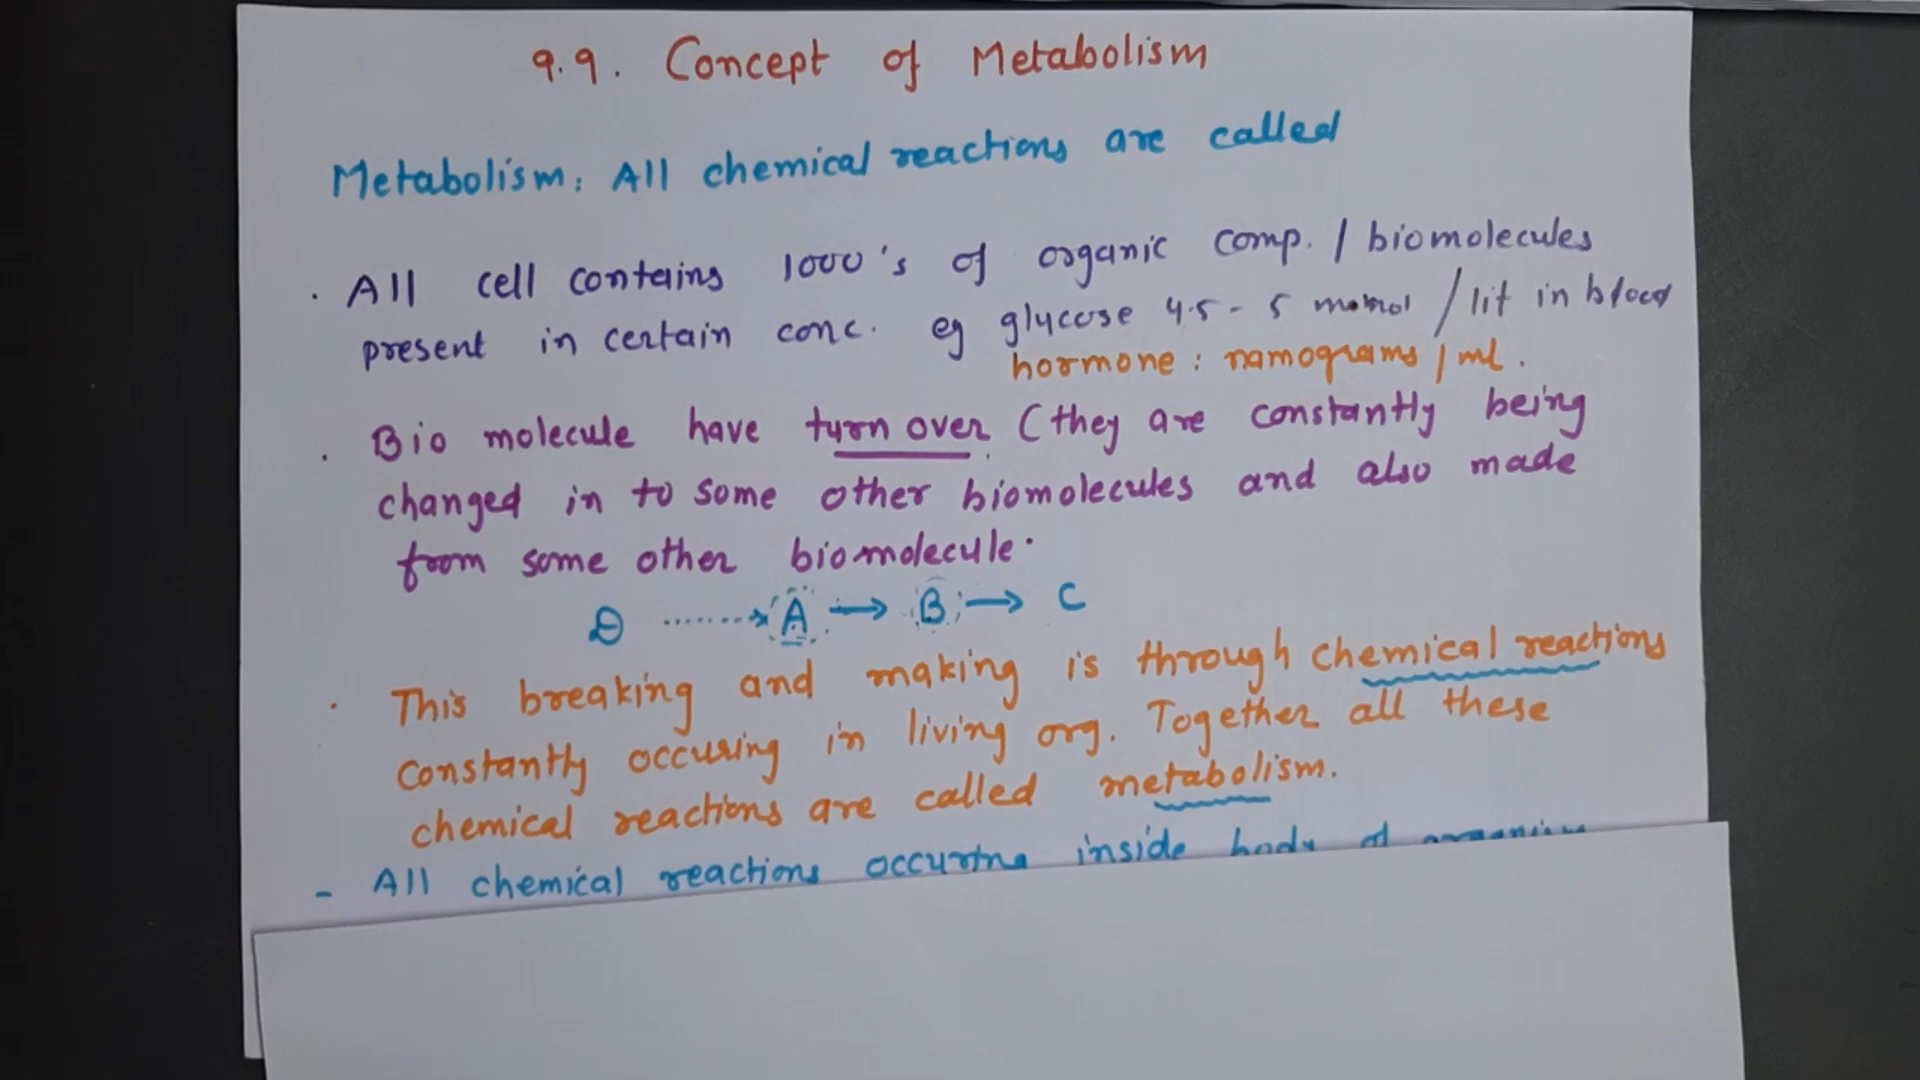 9.9. Concept of Metabolism
Metabolism: All chemical reactions are called
. All cell contains 1000's of organic comp. / biomolecules
present in certain conc. eg glucose 4.5 - 5 mmol / lit in blood
hormone : nanograms / ml.
. Bio molecule have turn over (they are constantly being
changed in to some other biomolecules and also made
from some other biomolecule.
D ........→ A → B → C
. This breaking and making is through chemical reactions
constantly occuring in living org. Together all these
chemical reactions are called metabolism.
- All chemical reactions occuring inside body of